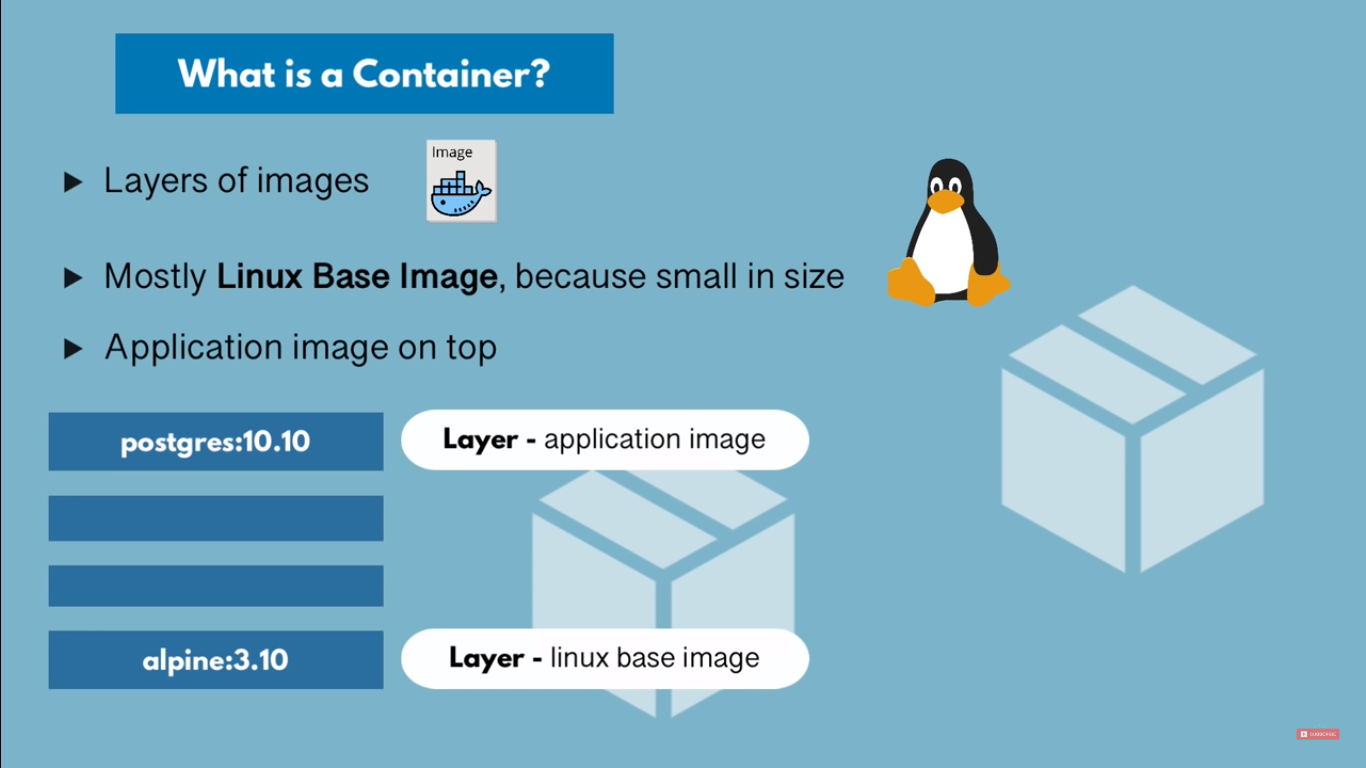 What is a Container?
Layers of images
Image
Mostly Linux Base Image, because small in size
Application image on top
postgres:10.10
Layer - application image
alpine:3.10
Layer - linux base image
SUBSCRIBE